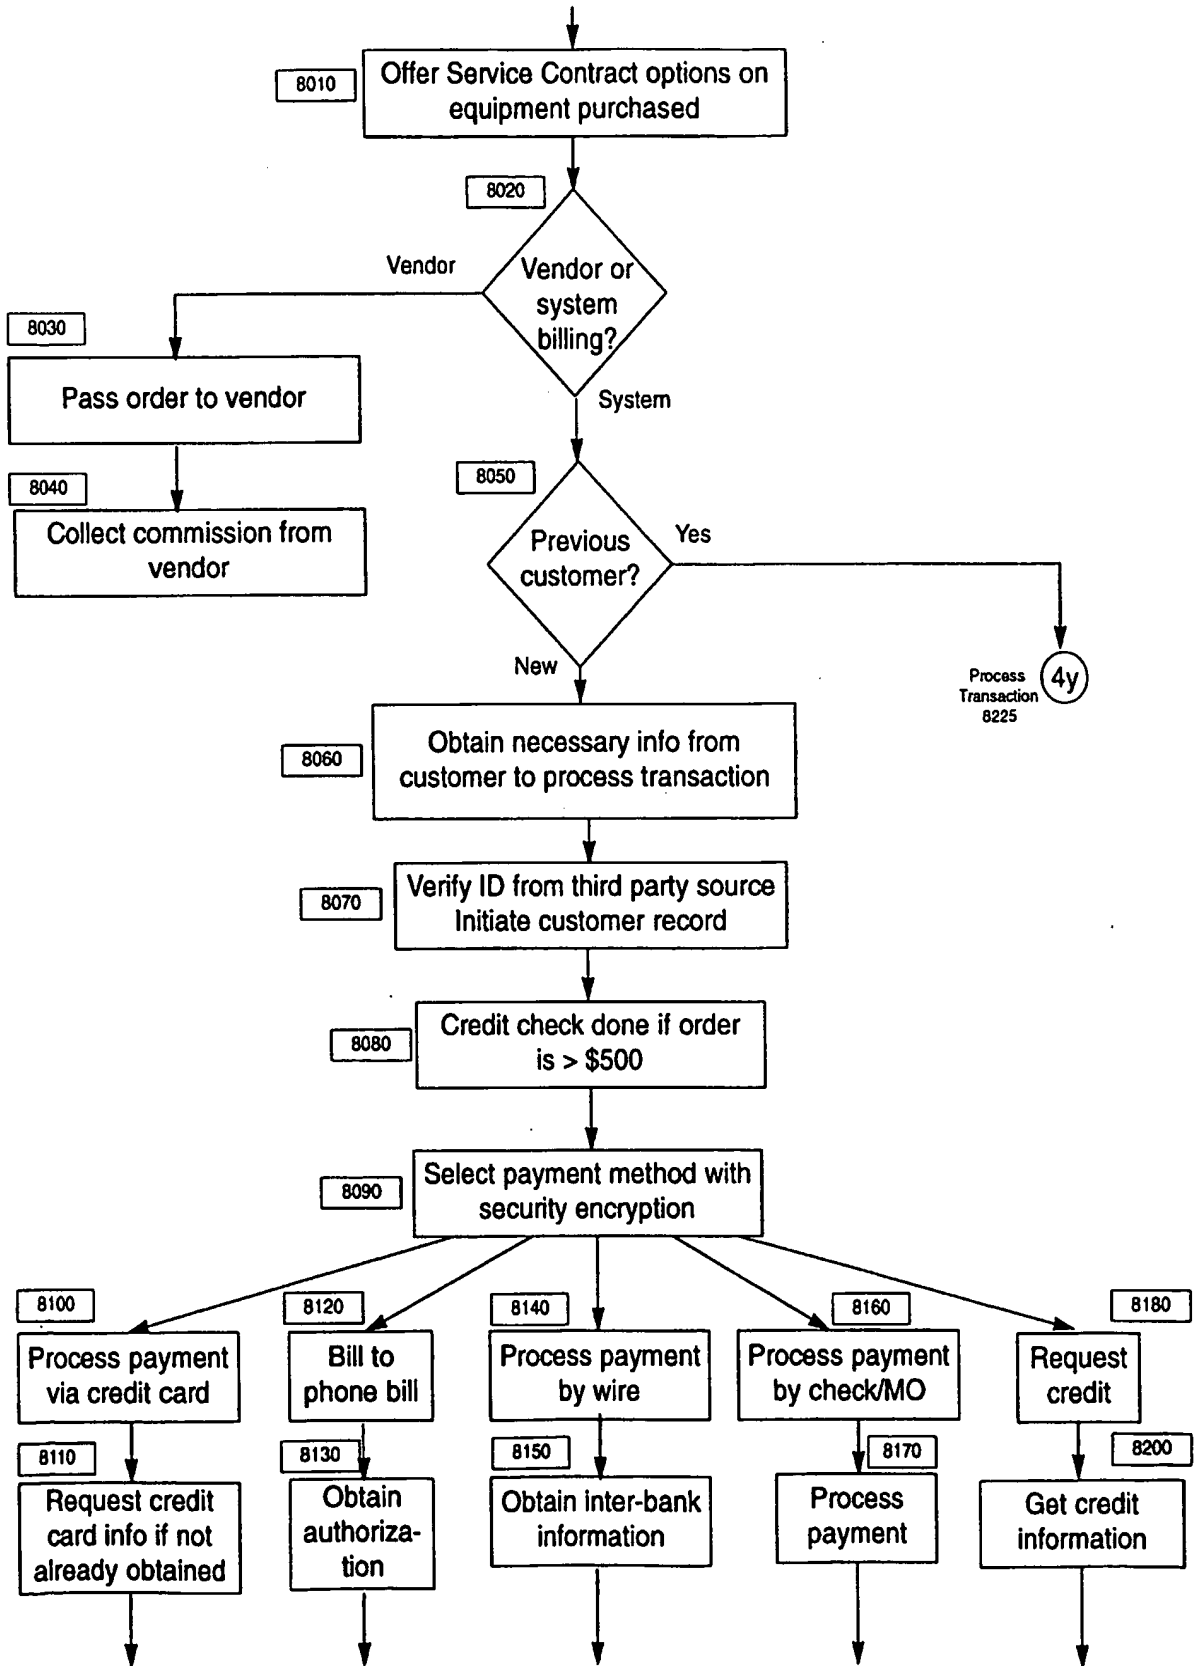 8010
Offer Service Contract options on
equipment purchased
8020
Vendor
Vendor or
system
billing?
8030
Pass order to vendor
System
8040
Collect commission from
vendor
8050
Previous
customer?
Yes
New
Process
Transaction
8225
4y
8060
Obtain necessary info from
customer to process transaction
8070
Verify ID from third party source
Initiate customer record
8080
Credit check done if order
is > $500
8090
Select payment method with
security encryption
8100
8120
8140
8160
8180
Process payment
via credit card
Bill to
phone bill
Process payment
by wire
Process payment
by check/MO
Request
credit
8110
8130
8150
8170
8200
Request credit
card info if not
already obtained
Obtain
authoriza-
tion
Obtain inter-bank
information
Process
payment
Get credit
information